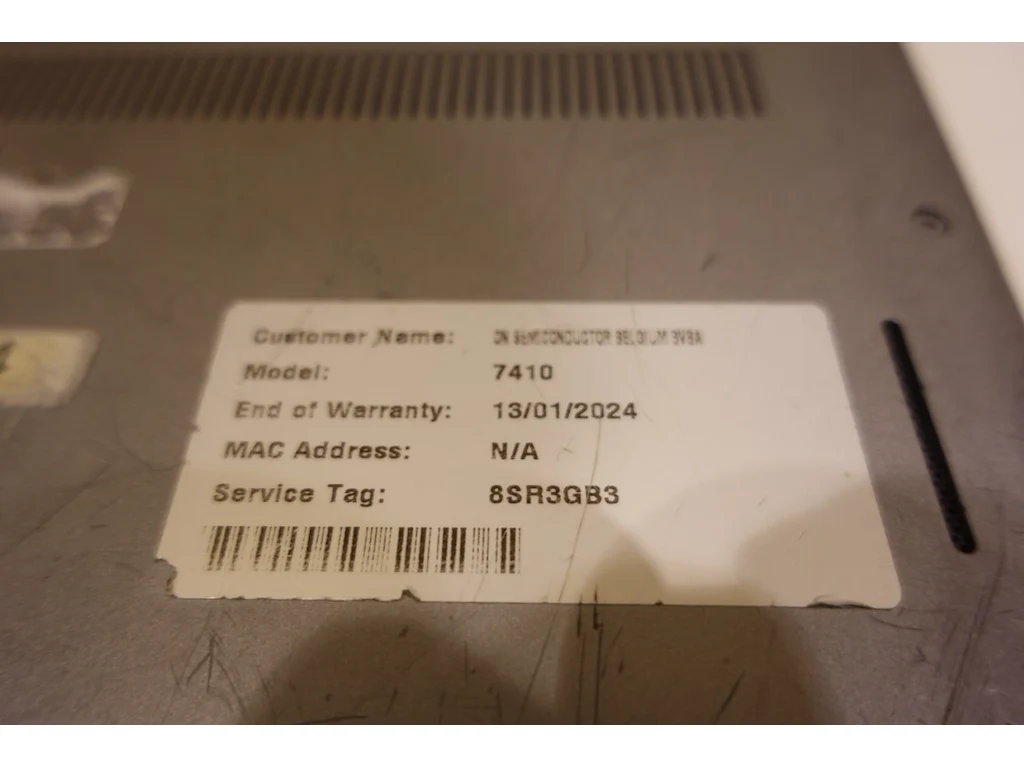 Customer Name: ON SEMICONDUCTOR BELGIUM BVBA
Model: 7410
End of Warranty: 13/01/2024
MAC Address: N/A
Service Tag: 8SR3GB3